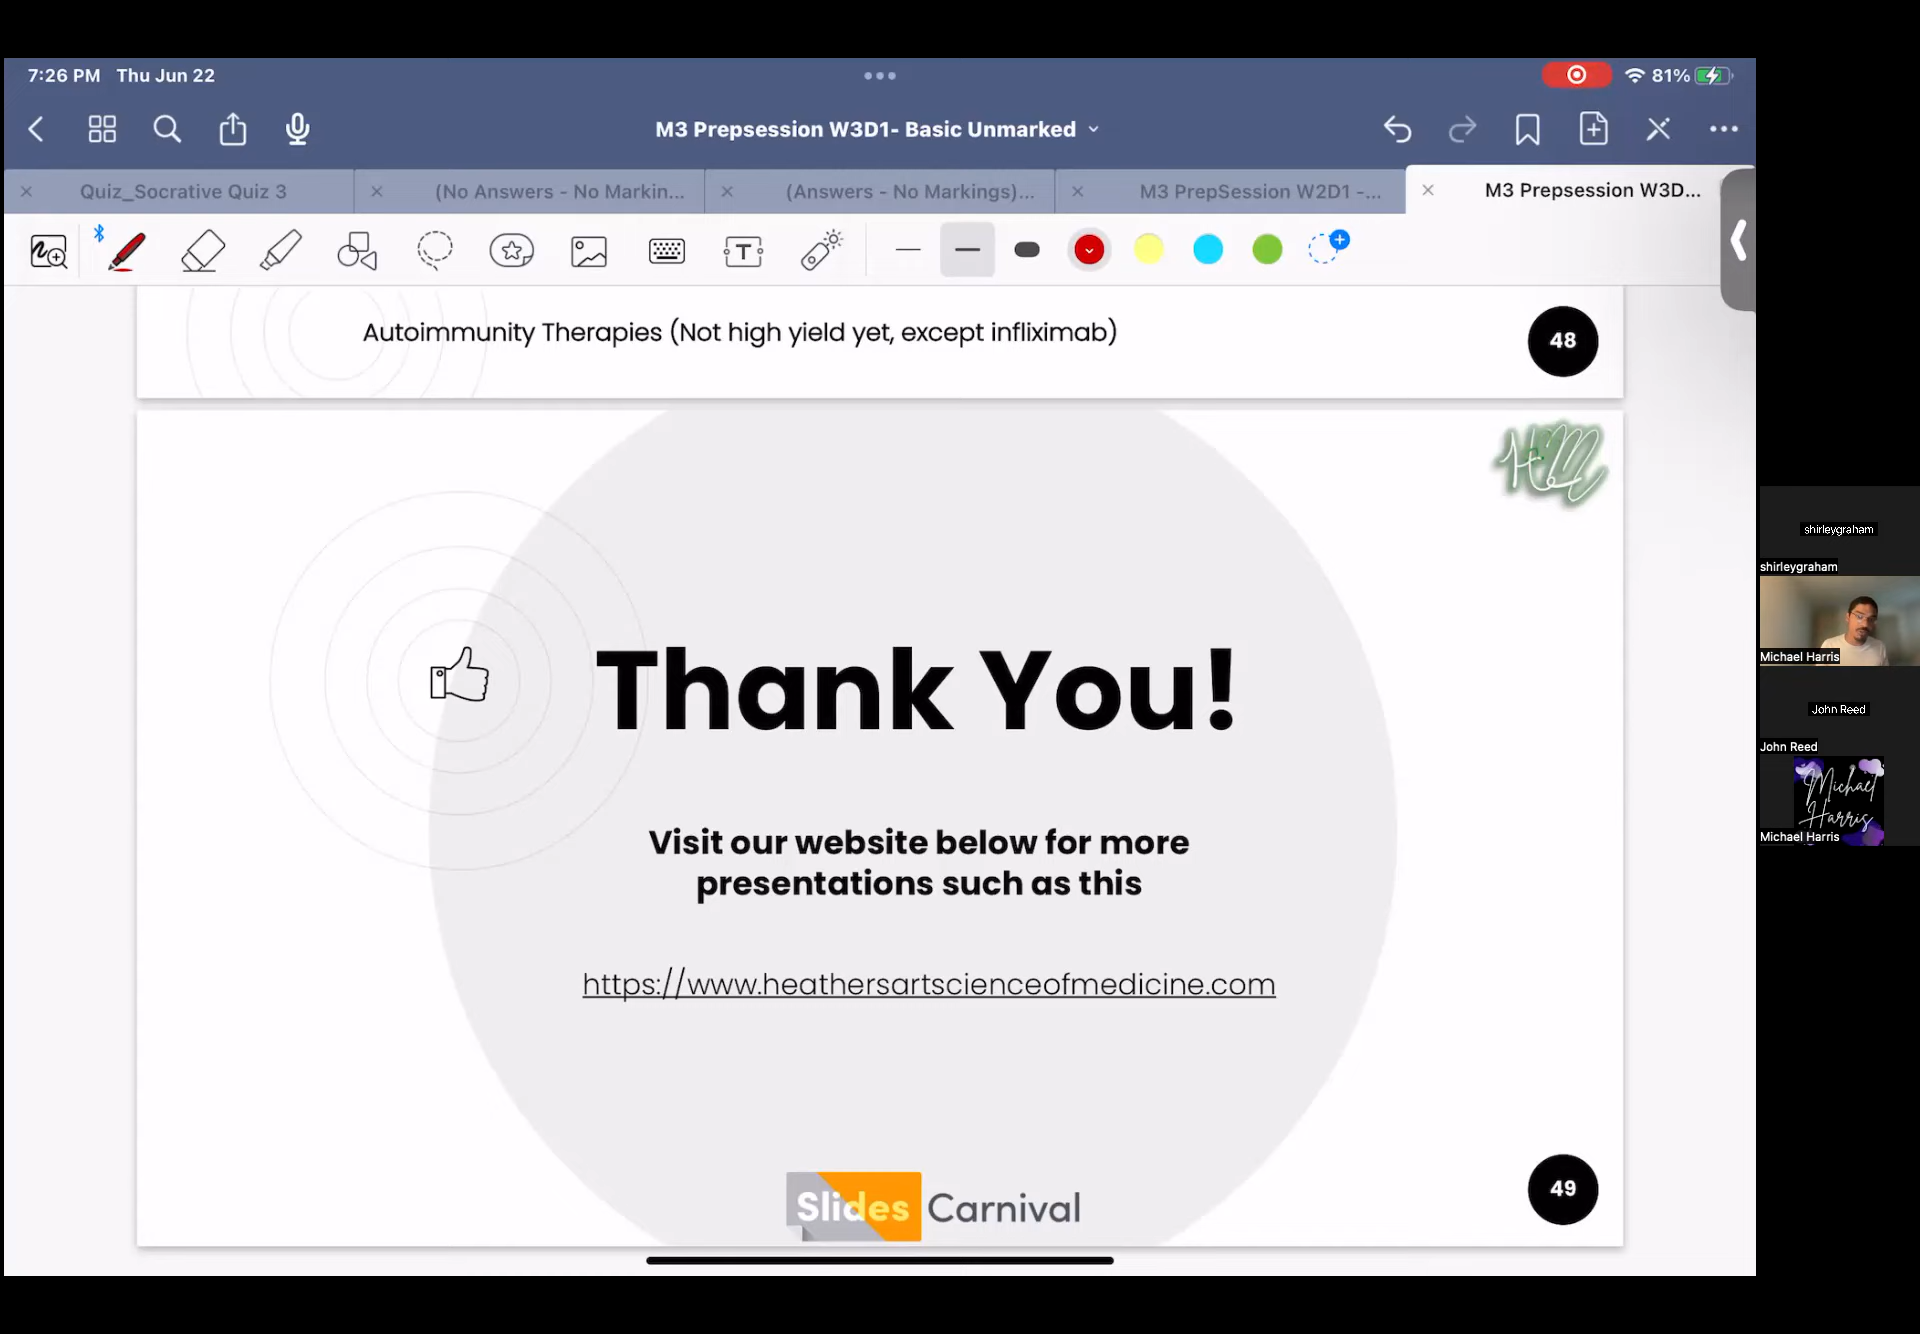 7:26 PM Thu Jun 22
81%
M3 Prepsession W3D1- Basic Unmarked
Quiz_Socrative Quiz 3
(No Answers - No Markin...
(Answers - No Markings)...
M3 PrepSession W2D1 -...
M3 Prepsession W3D...
T
Autoimmunity Therapies (Not high yield yet, except infliximab)
48
Thank You!
Visit our website below for more
presentations such as this
https://www.heathersartscienceofmedicine.com
Slides Carnival
49
shirleygraham
shirleygraham
Michael Harris
John Reed
John Reed
Michael
Harris
Michael Harris